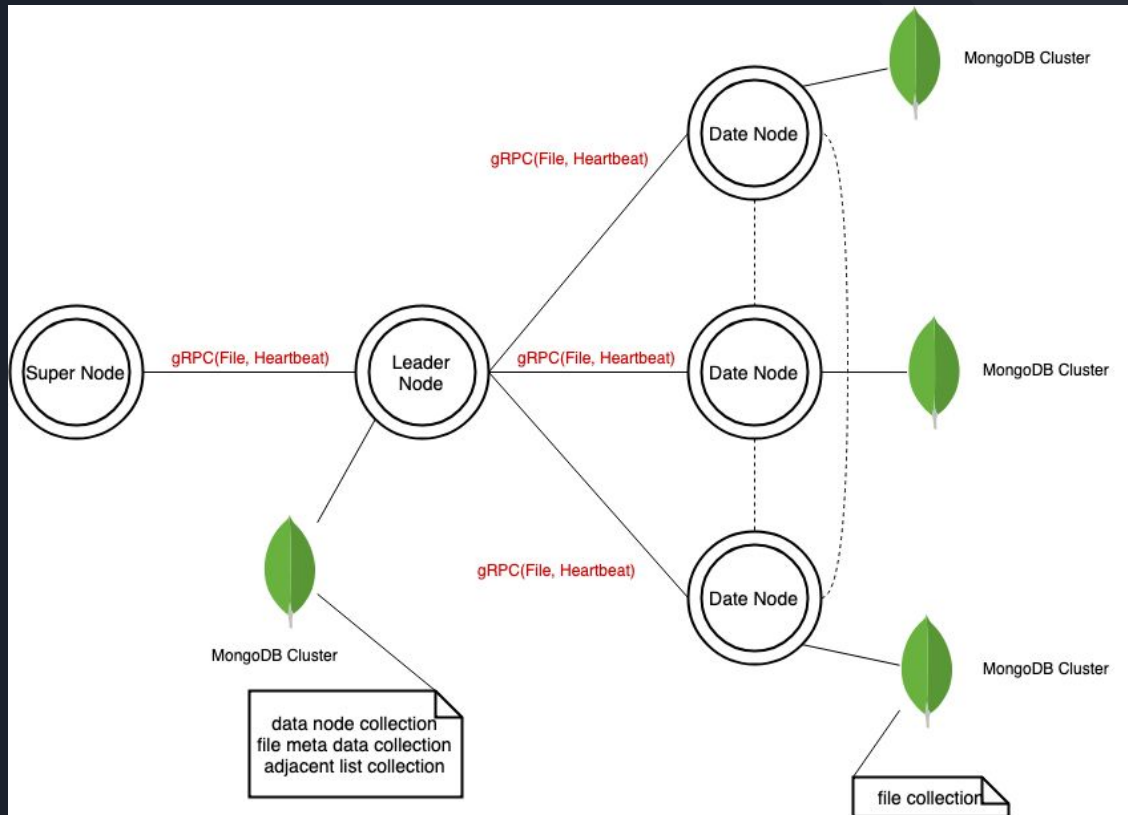 MongoDB Cluster
Date Node
gRPC(File, Heartbeat)
Super Node
gRPC(File, Heartbeat)
Leader
Node
gRPC(File, Heartbeat)
Date Node
MongoDB Cluster
gRPC(File, Heartbeat)
Date Node
MongoDB Cluster
MongoDB Cluster
data node collection
file meta data collection
adjacent list collection
file collection